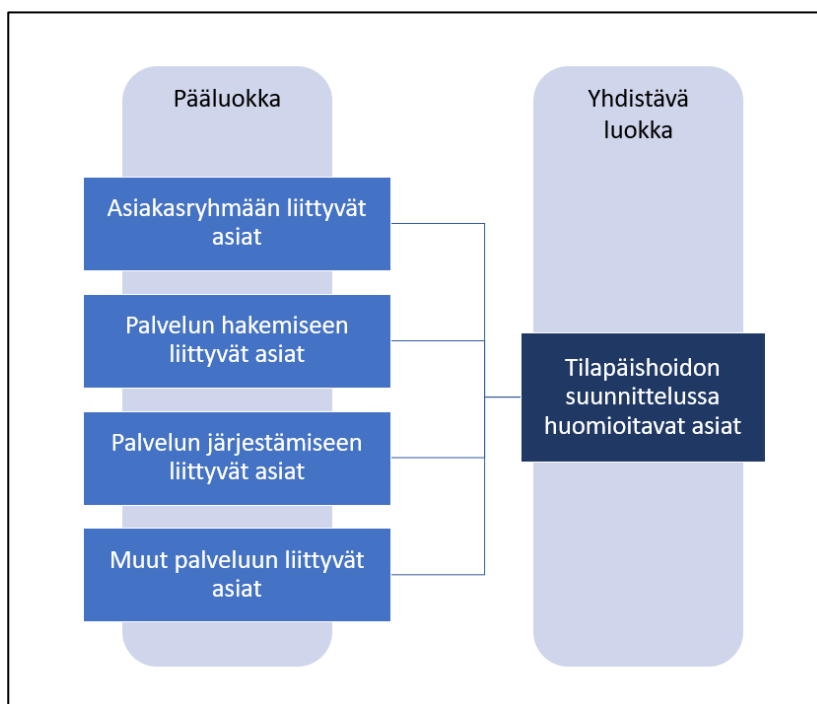 Pääluokka
Asiakasryhmään liittyvät
asiat
Palvelun hakemiseen
liittyvät asiat
Palvelun järjestämiseen
liittyvät asiat
Muut palveluun liittyvät
asiat
Yhdistävä
luokka
Tilapäishoidon
suunnittelussa
huomioitavat asiat